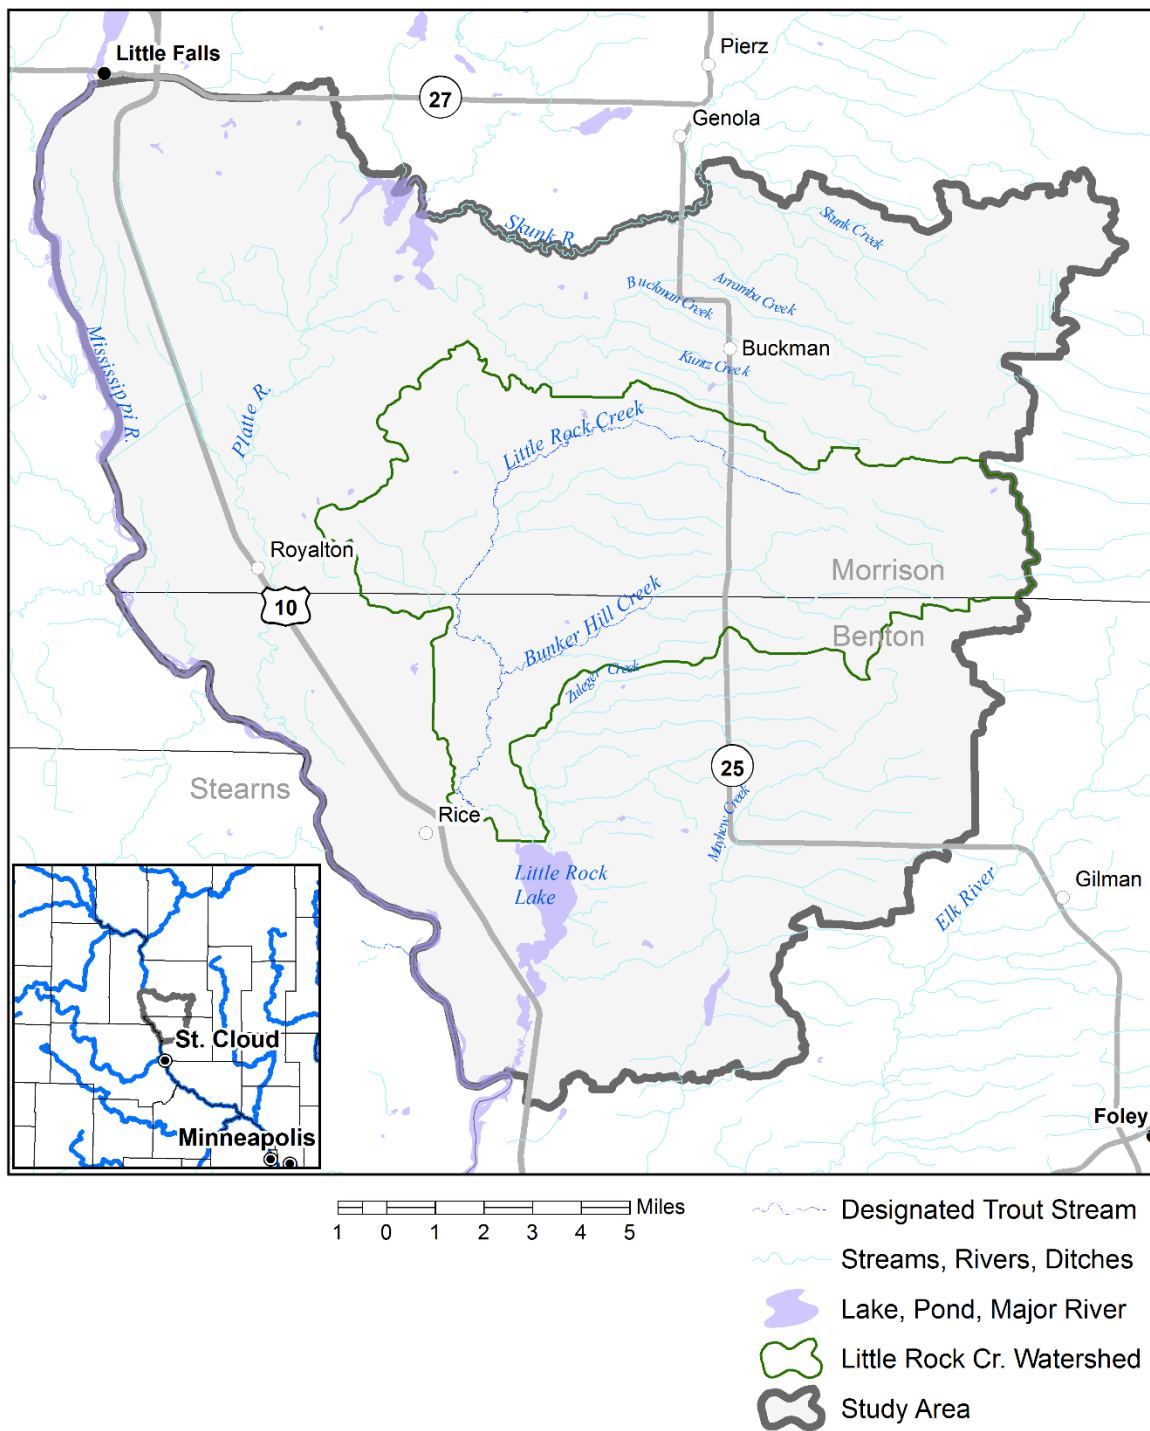 Little Falls
Pierz
27
Genola
Skunk R.
Skunk Creek
Arramba Creek
Buckman Creek
Buckman
Kuntz Creek
Mississippi R.
Platte R.
Little Rock Creek
Royalton
Morrison
10
Bunker Hill Creek
Benton
Zuleger Creek
25
Stearns
Rice
Mayhew Creek
Little Rock
Lake
Gilman
Elk River
St. Cloud
Minneapolis
Foley
Miles
1 0 1 2 3 4 5
Designated Trout Stream
Streams, Rivers, Ditches
Lake, Pond, Major River
Little Rock Cr. Watershed
Study Area